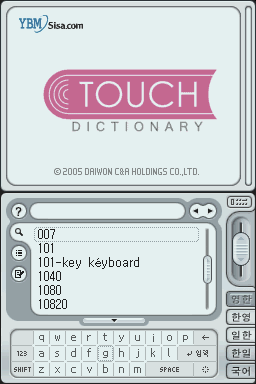 YBM Sisa.com
TOUCH
DICTIONARY
© 2005 DAIWON C&A HOLDINGS CO.,LTD.
?
007
101
101-key kéyboard
1040
1080
10820
영한
한영
일한
한일
국어
q w e r t y u i o p ←
123 a s d f g h j k l ↵ 입력
SHIFT z x c v b n m SPACE